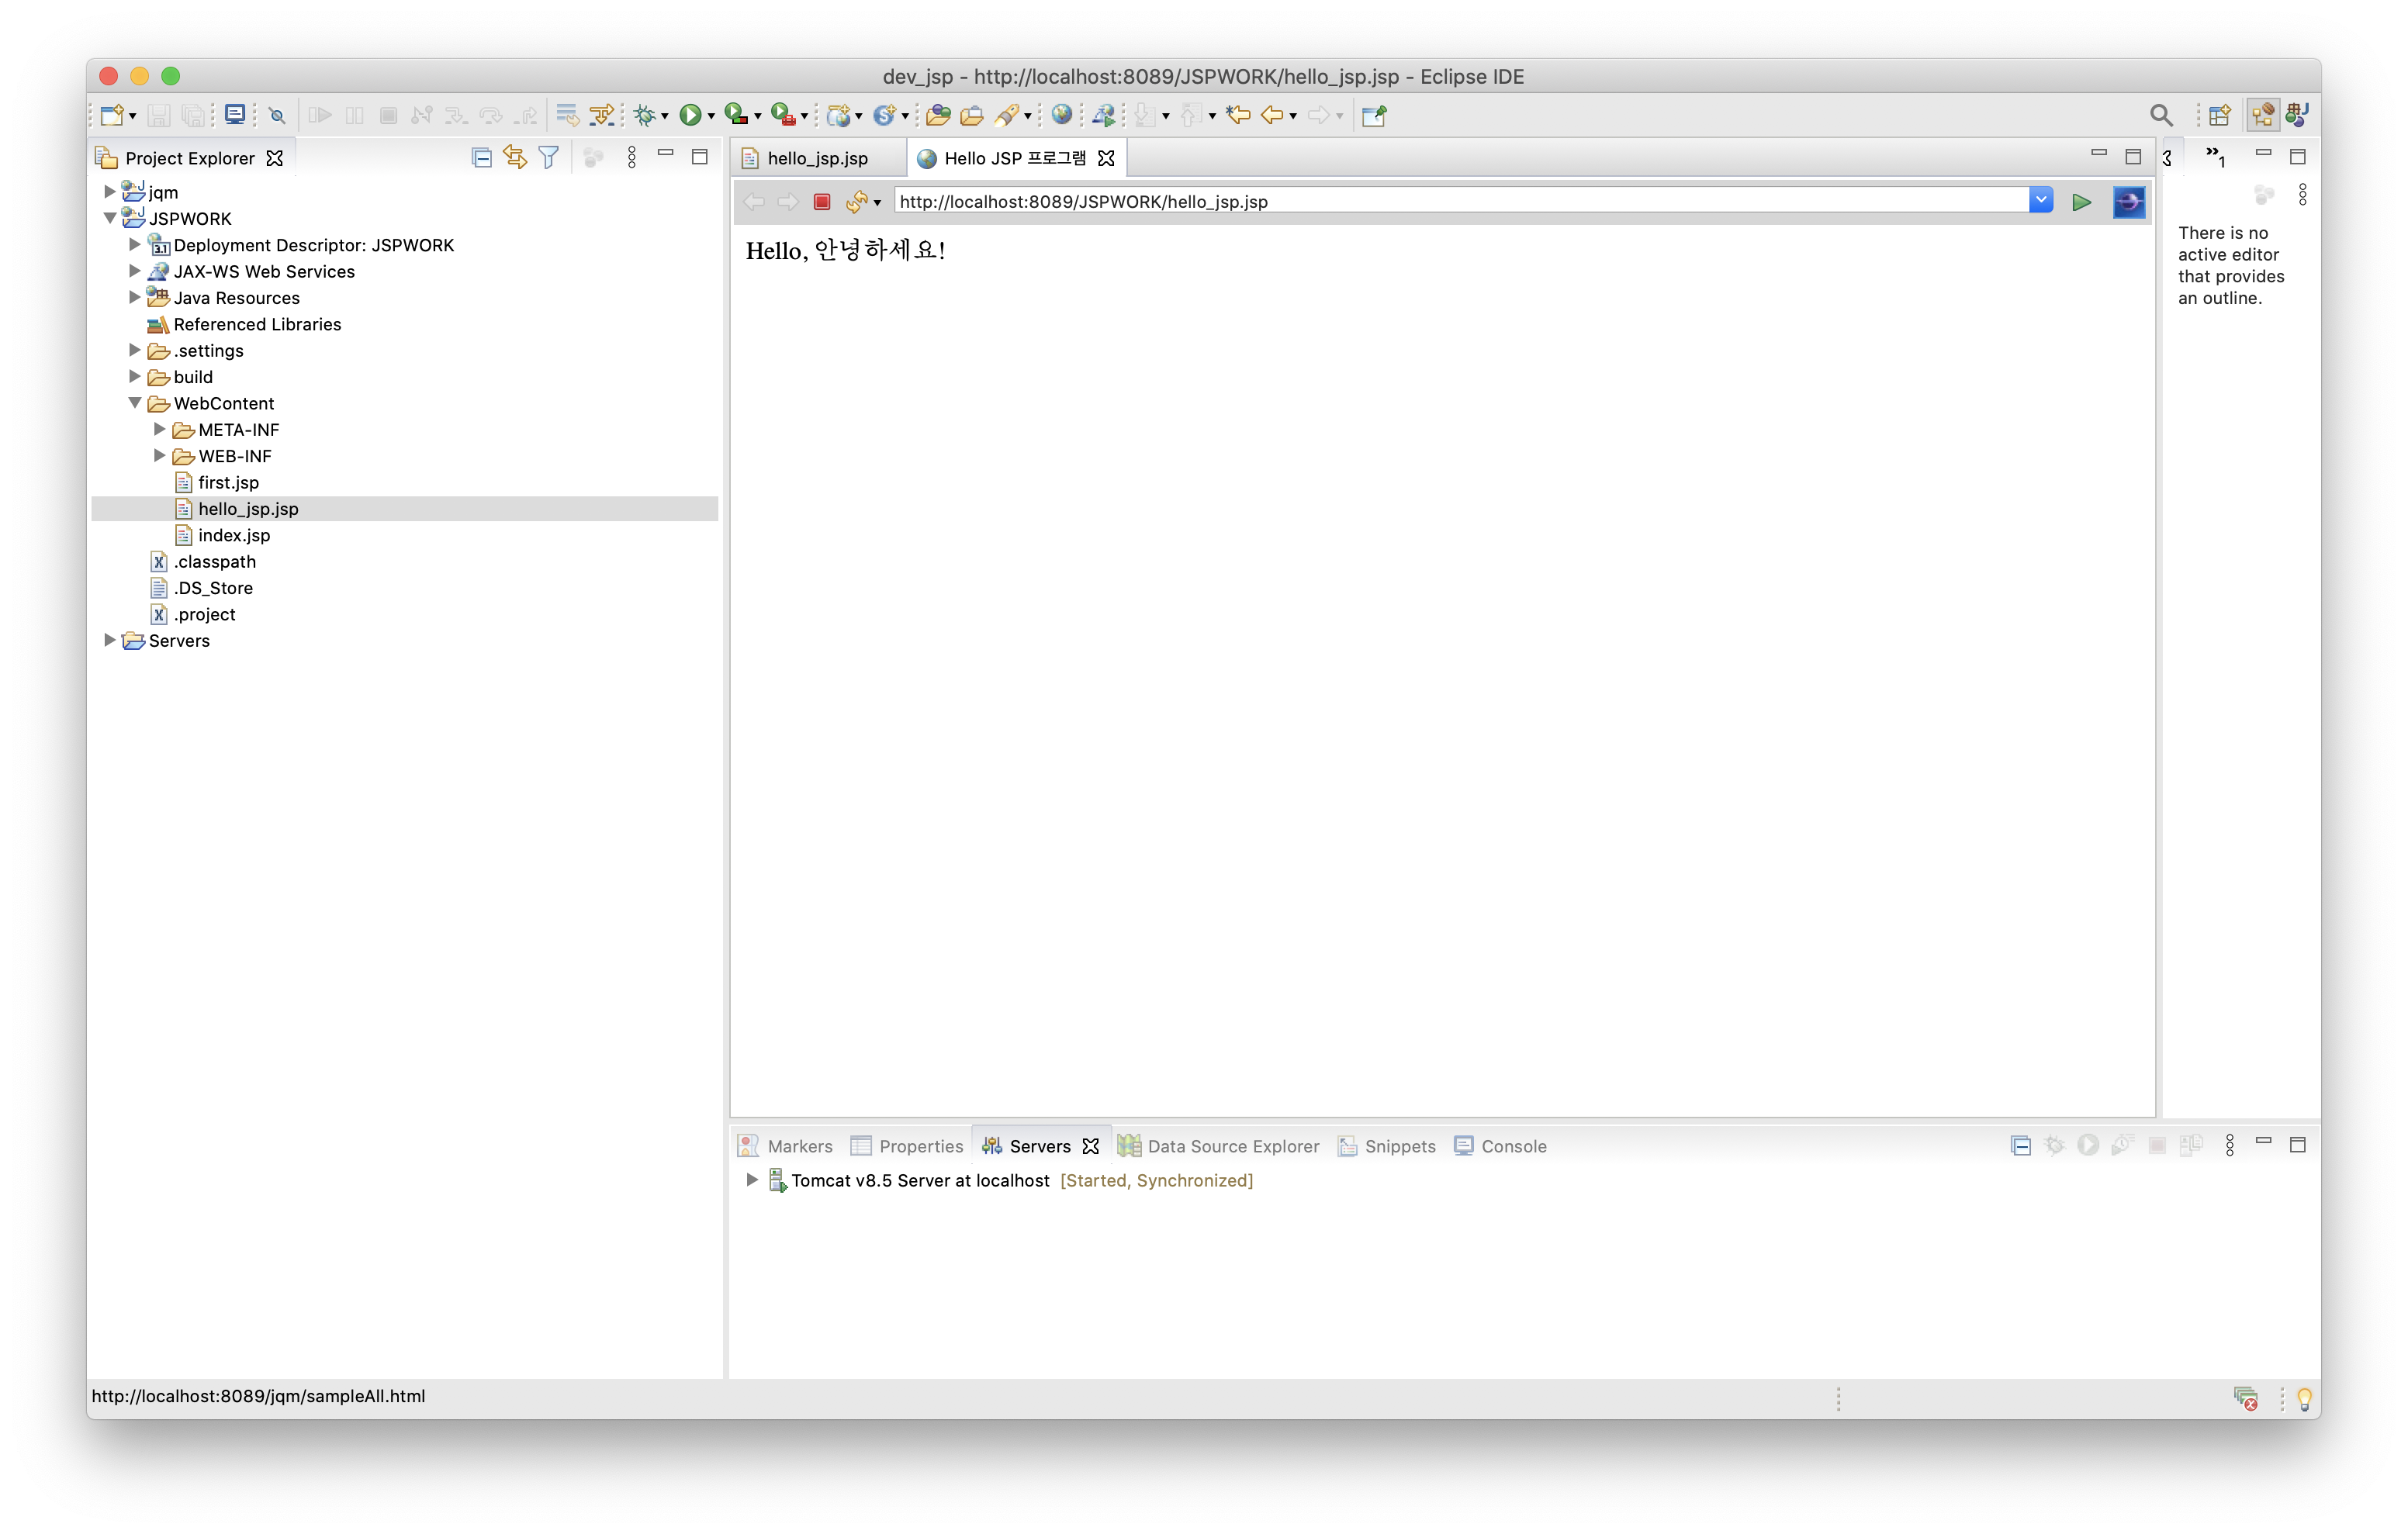 dev_jsp - http://localhost:8089/JSPWORK/hello_jsp.jsp - Eclipse IDE
Project Explorer
jqm
JSPWORK
3.1 Deployment Descriptor: JSPWORK
JAX-WS Web Services
Java Resources
Referenced Libraries
.settings
build
WebContent
META-INF
WEB-INF
first.jsp
hello_jsp.jsp
index.jsp
.classpath
.DS_Store
.project
Servers
hello_jsp.jsp
Hello JSP 프로그램
http://localhost:8089/JSPWORK/hello_jsp.jsp
Hello, 안녕하세요!
»1
There is no
active editor
that provides
an outline.
Markers
Properties
Servers
Data Source Explorer
Snippets
Console
Tomcat v8.5 Server at localhost [Started, Synchronized]
http://localhost:8089/jqm/sampleAll.html